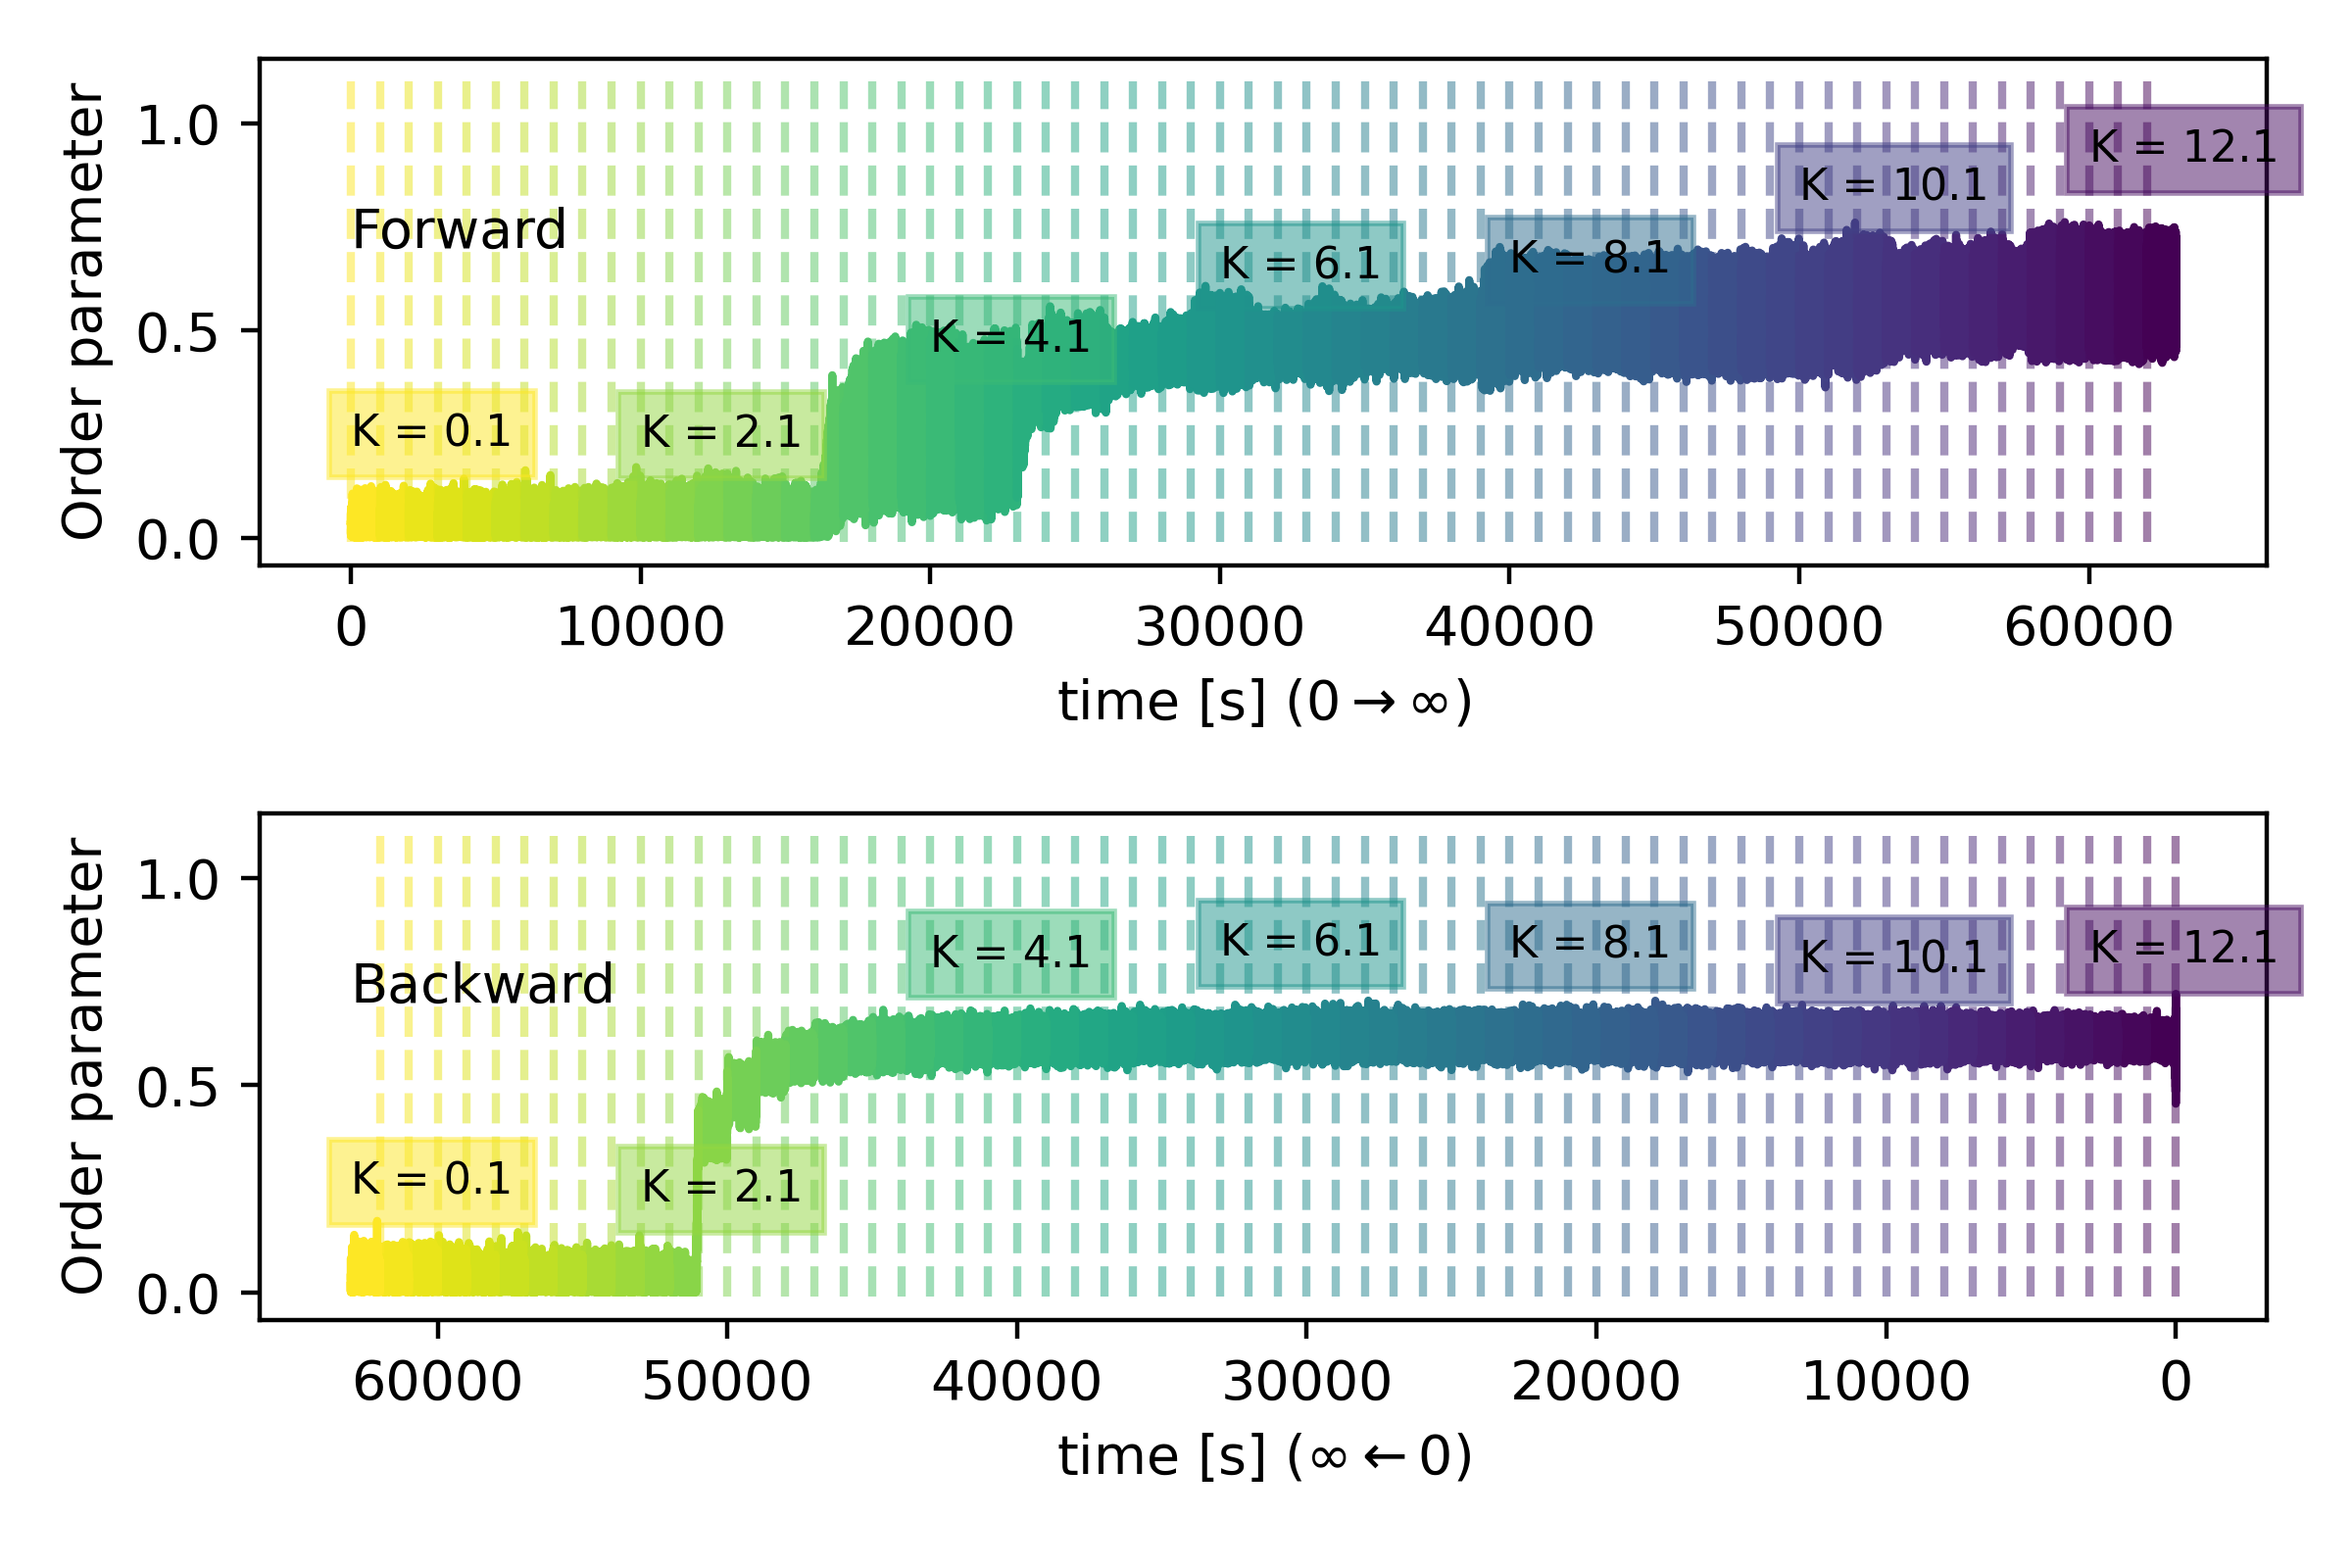 Order parameter
1.0
0.5
0.0
Forward
K = 0.1
K = 2.1
K = 4.1
K = 6.1
K = 8.1
K = 10.1
K = 12.1
0 10000 20000 30000 40000 50000 60000
time [s] (0 → ∞)
Order parameter
1.0
0.5
0.0
Backward
K = 0.1
K = 2.1
K = 4.1
K = 6.1
K = 8.1
K = 10.1
K = 12.1
60000 50000 40000 30000 20000 10000 0
time [s] (∞ ← 0)